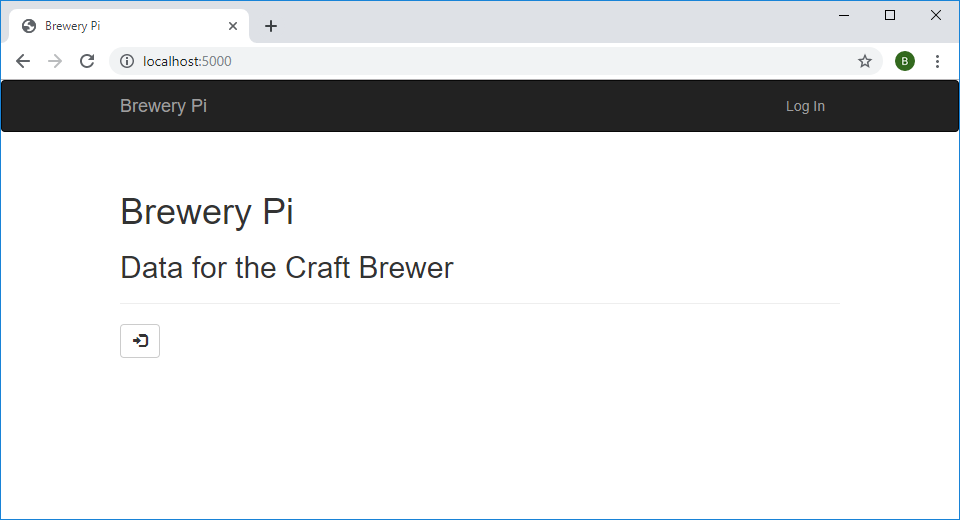 Brewery Pi
localhost:5000
B
Brewery Pi
Log In
Brewery Pi
Data for the Craft Brewer